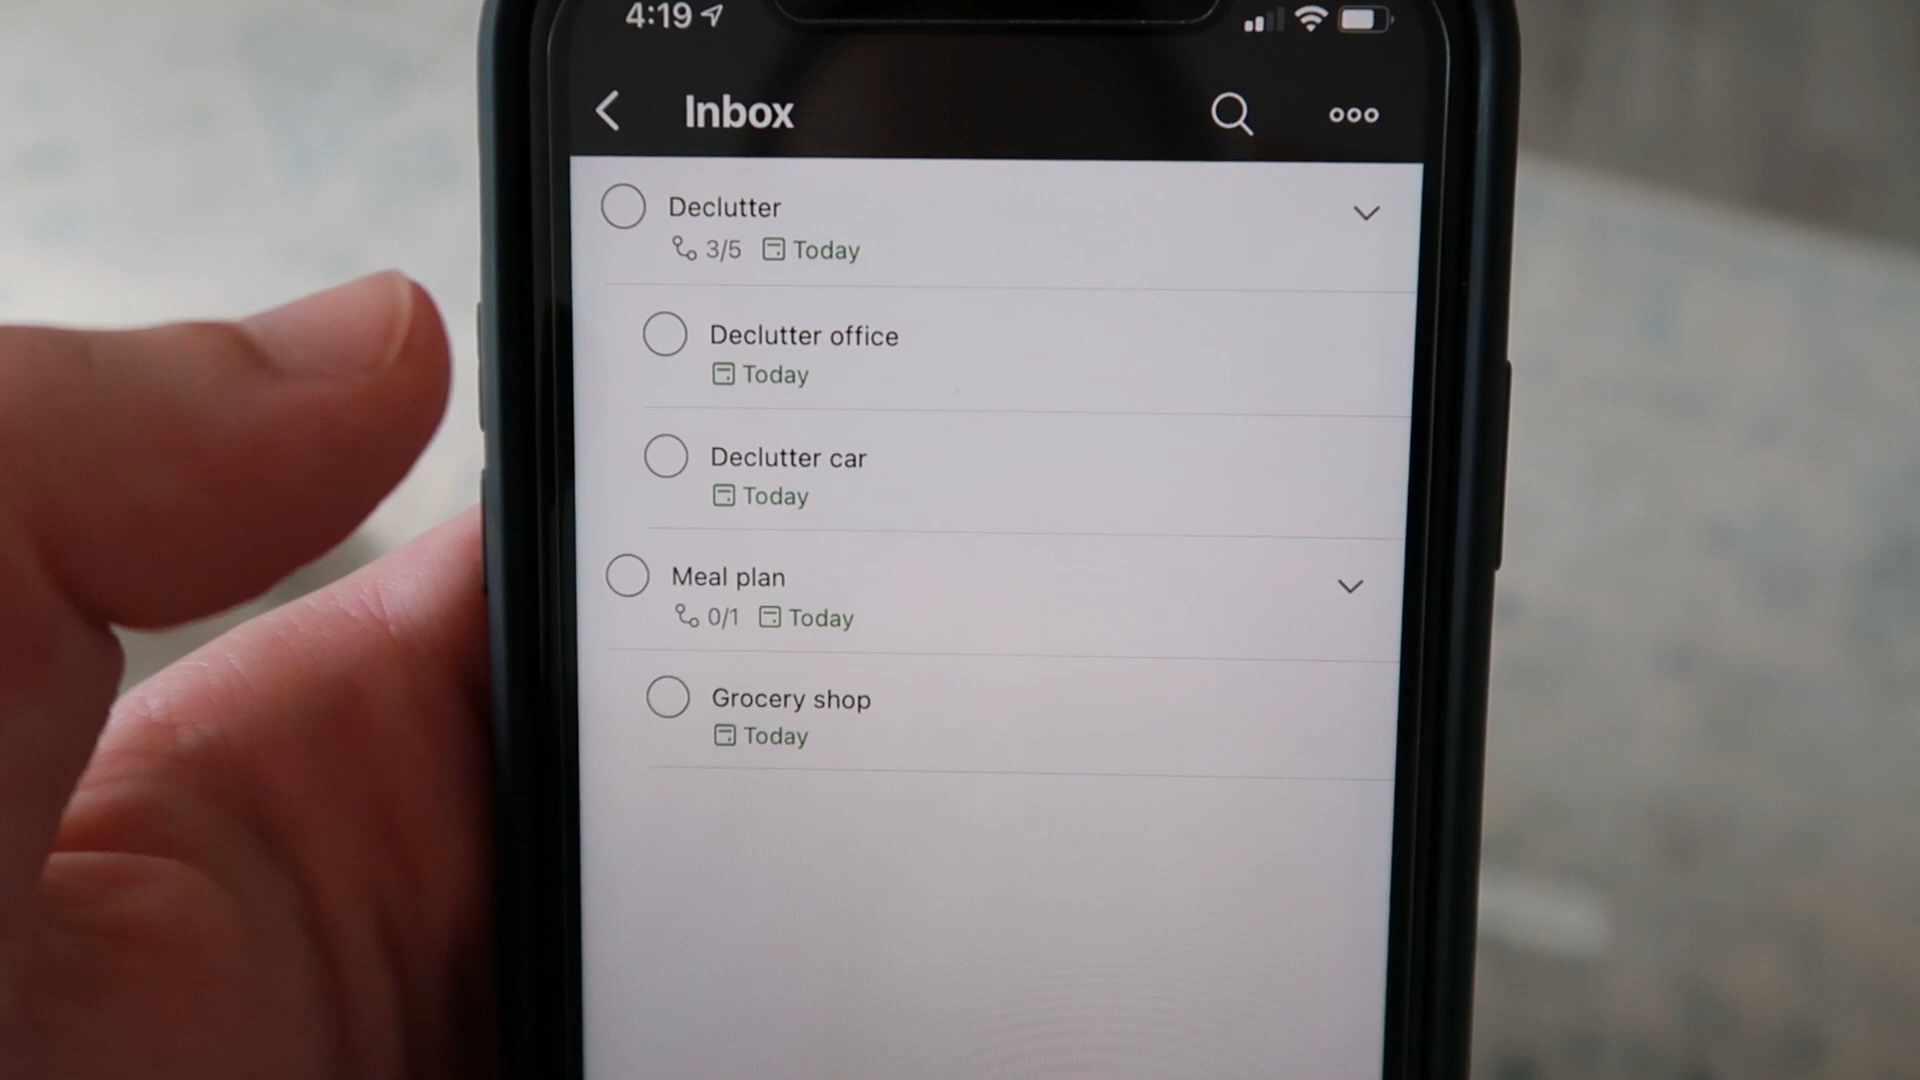 4:19
Inbox
Declutter
3/5 Today
Declutter office
Today
Declutter car
Today
Meal plan
0/1 Today
Grocery shop
Today